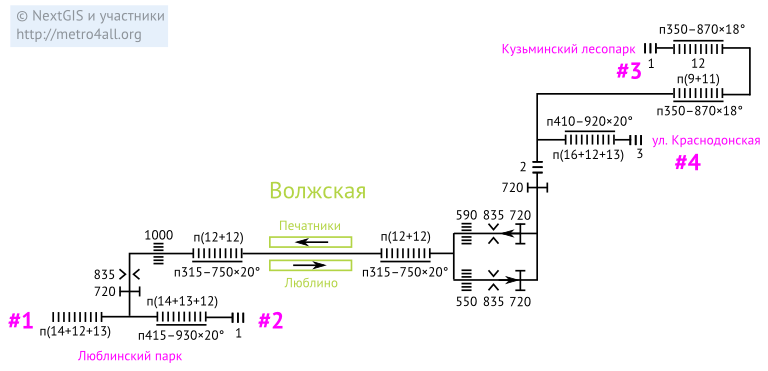 © NextGIS и участники
http://metro4all.org
п350–870×18°
Кузьминский лесопарк
1
12
#3
п(9+11)
п350–870×18°
п410–920×20°
ул. Краснодонская
п(16+12+13)
3
#4
2
720
Волжская
590 835 720
1000
п(12+12)
Печатники
п(12+12)
835
п315–750×20°
Люблино
п315–750×20°
720
550 835 720
п(14+13+12)
#1
#2
п(14+12+13)
п415–930×20°
1
Люблинский парк